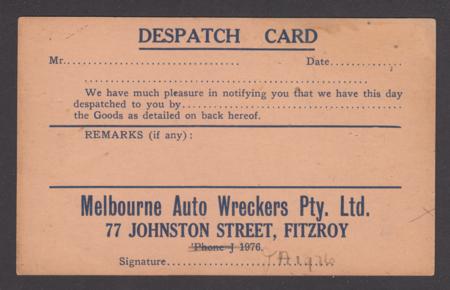 DESPATCH CARD
Mr................................ Date.............
....................................................
We have much pleasure in notifying you that we have this day
despatched to you by........................................
the Goods as detailed on back hereof.
REMARKS (if any):
Melbourne Auto Wreckers Pty. Ltd.
77 JOHNSTON STREET, FITZROY
'Phone J 1976.
Signature..............................